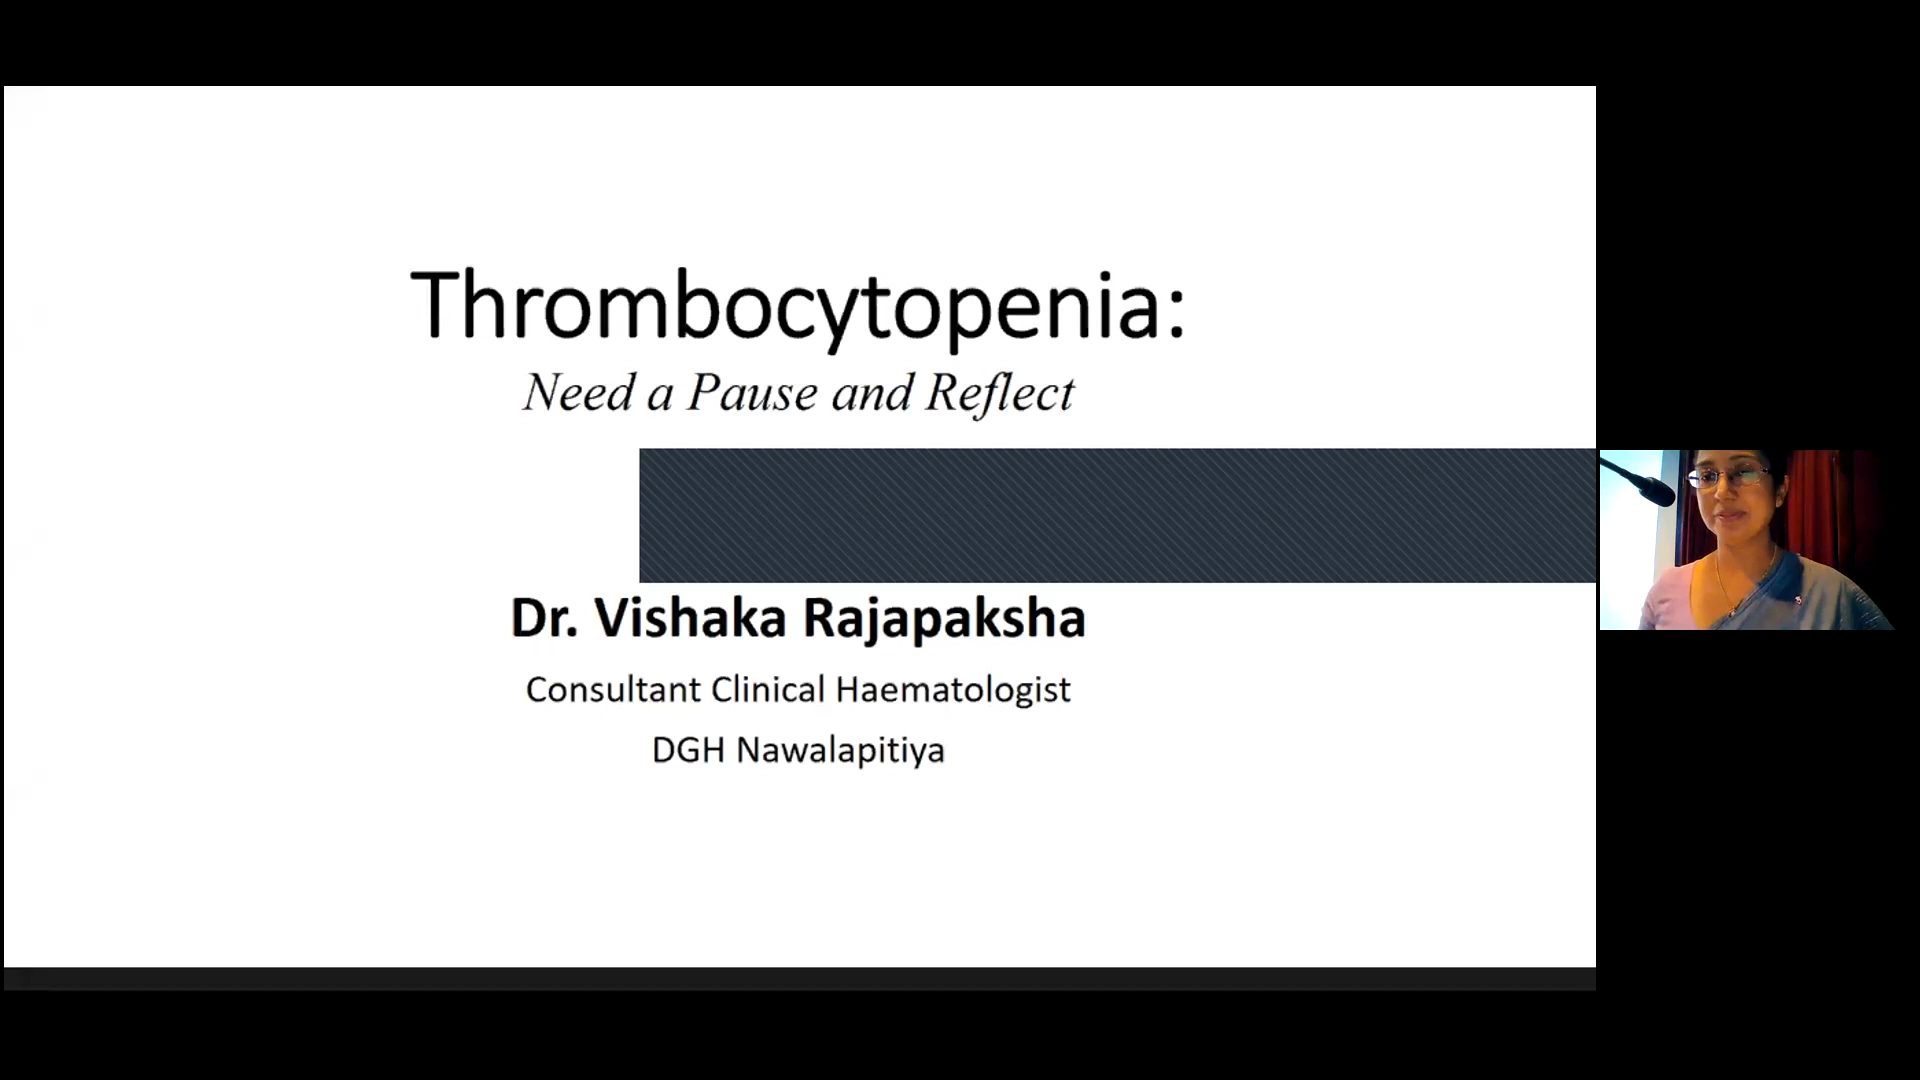 Thrombocytopenia:
Need a Pause and Reflect
Dr. Vishaka Rajapaksha
Consultant Clinical Haematologist
DGH Nawalapitiya